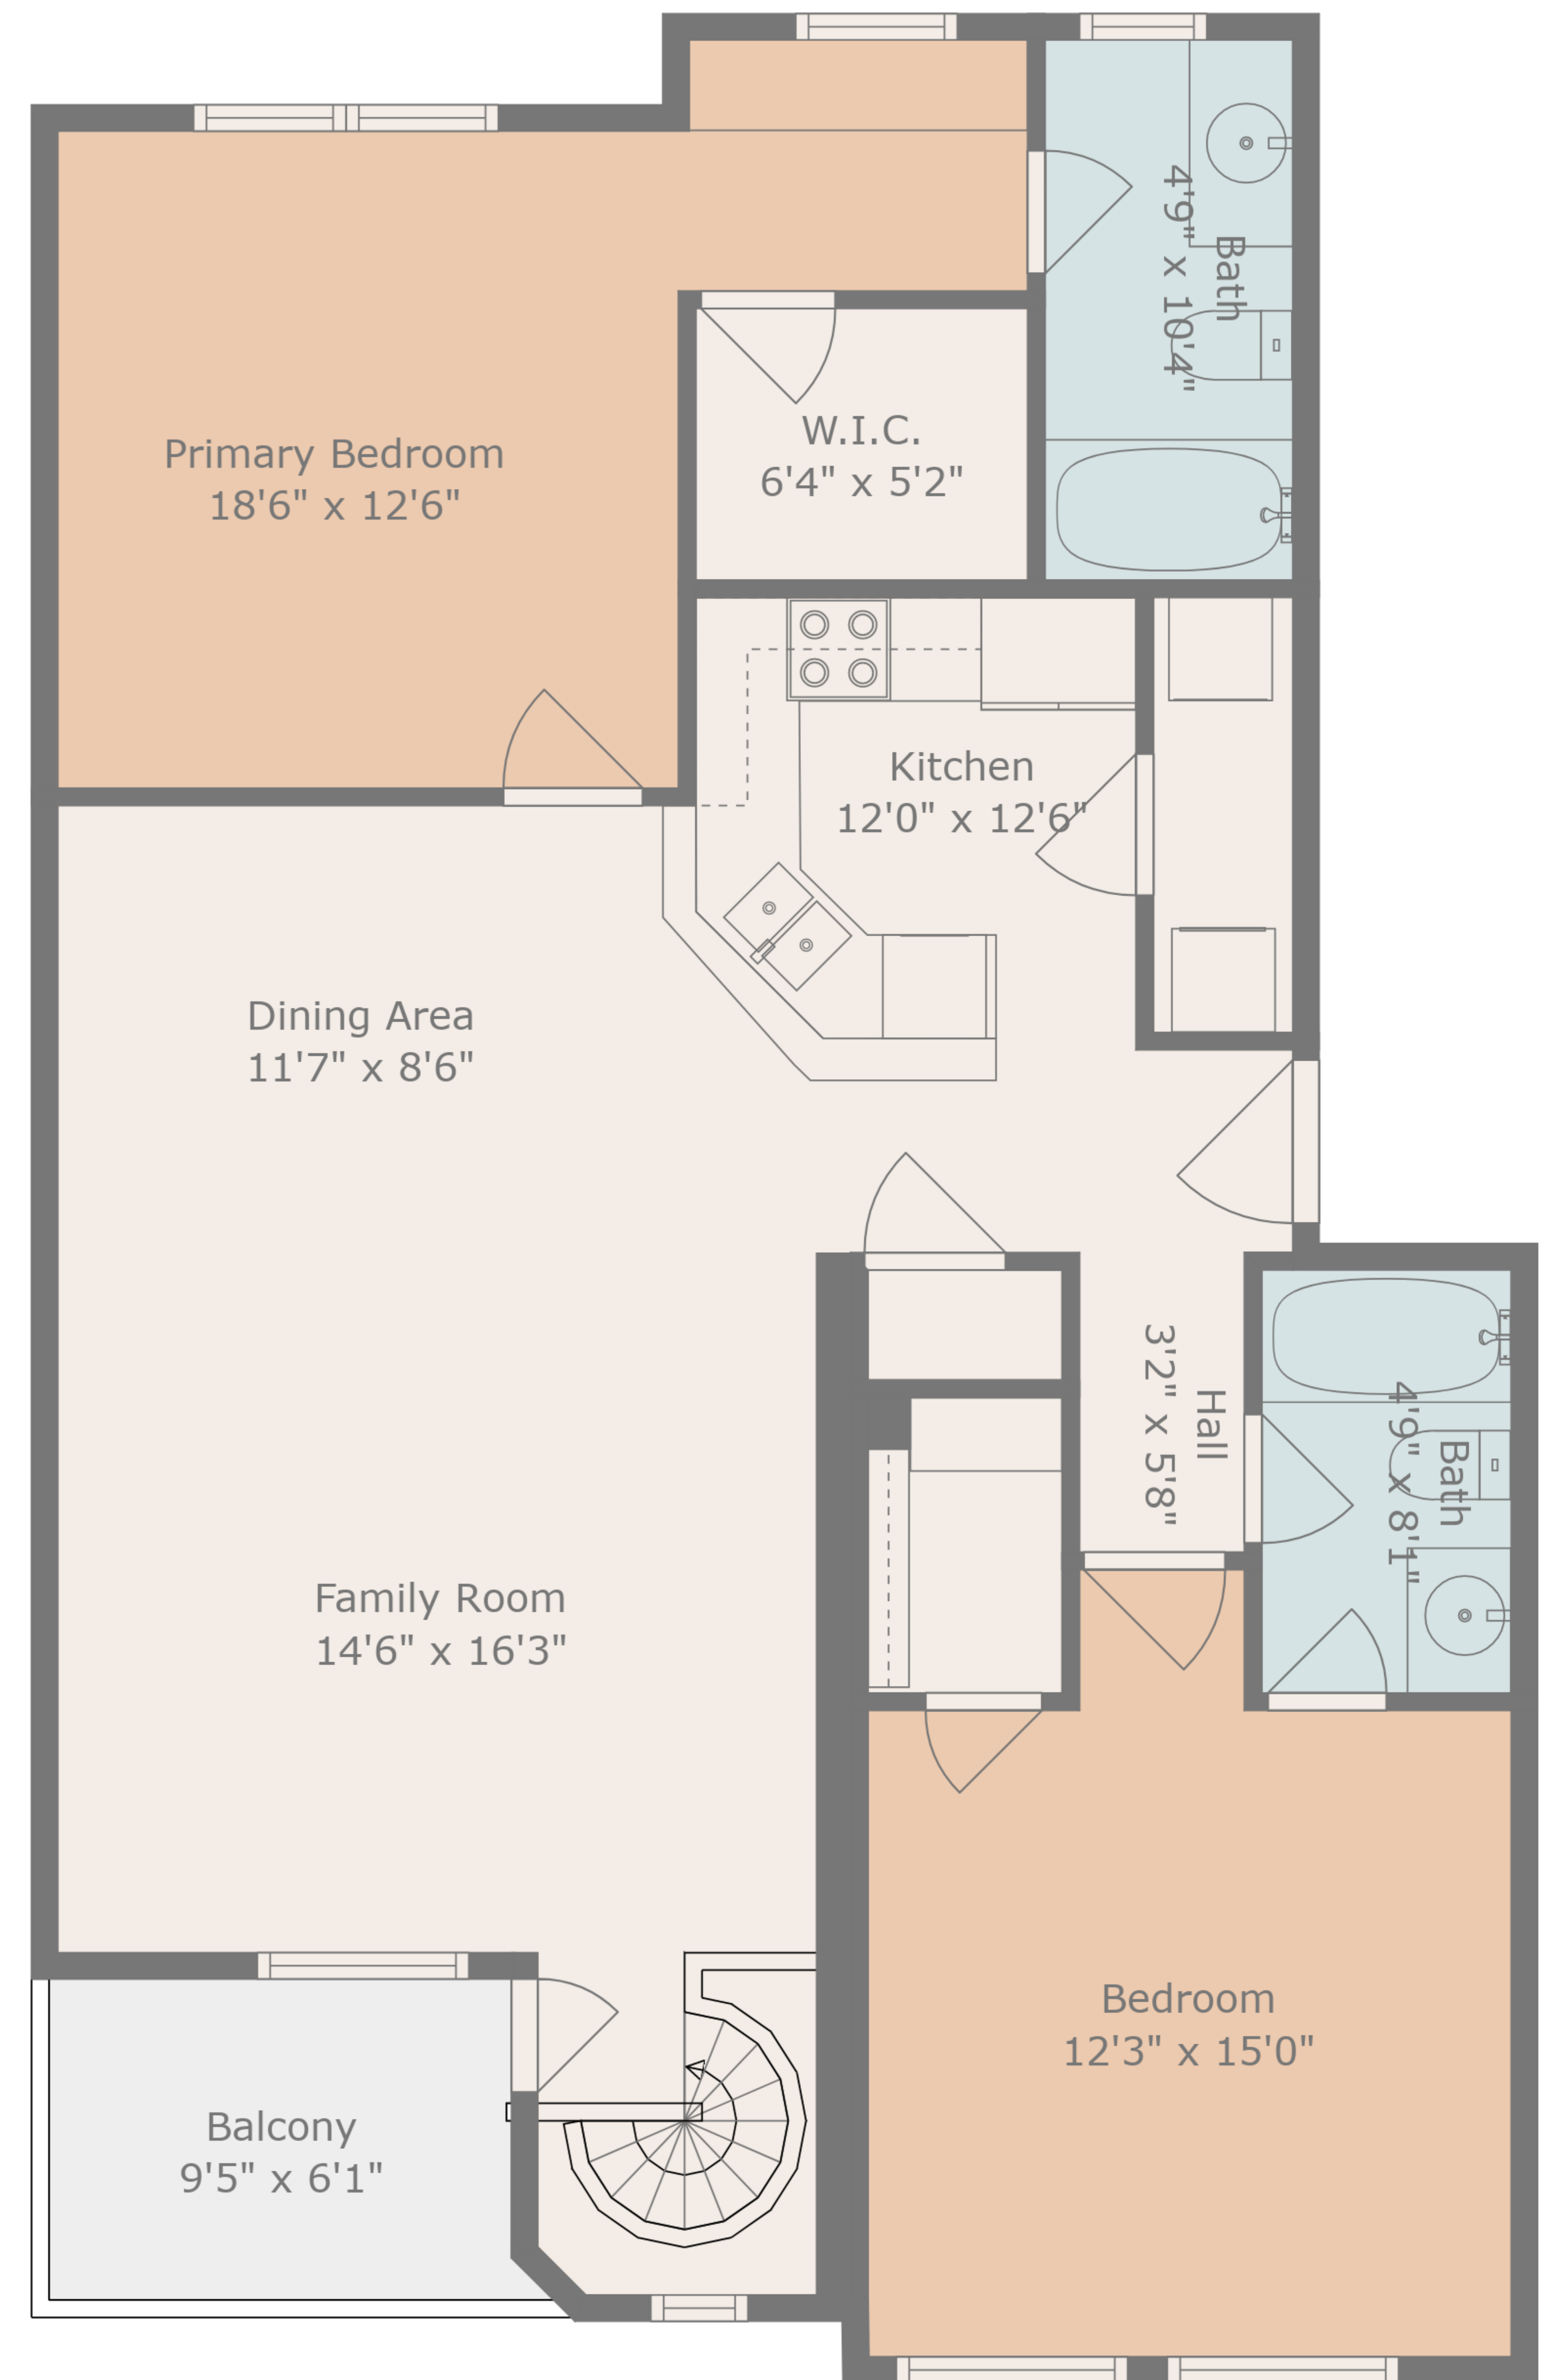 Bath
4'9" x 10'4"
W.I.C.
6'4" x 5'2"
Primary Bedroom
18'6" x 12'6"
Kitchen
12'0" x 12'6"
Dining Area
11'7" x 8'6"
Hall
3'2" x 5'8"
Bath
4'9" x 8'1"
Family Room
14'6" x 16'3"
Bedroom
12'3" x 15'0"
Balcony
9'5" x 6'1"